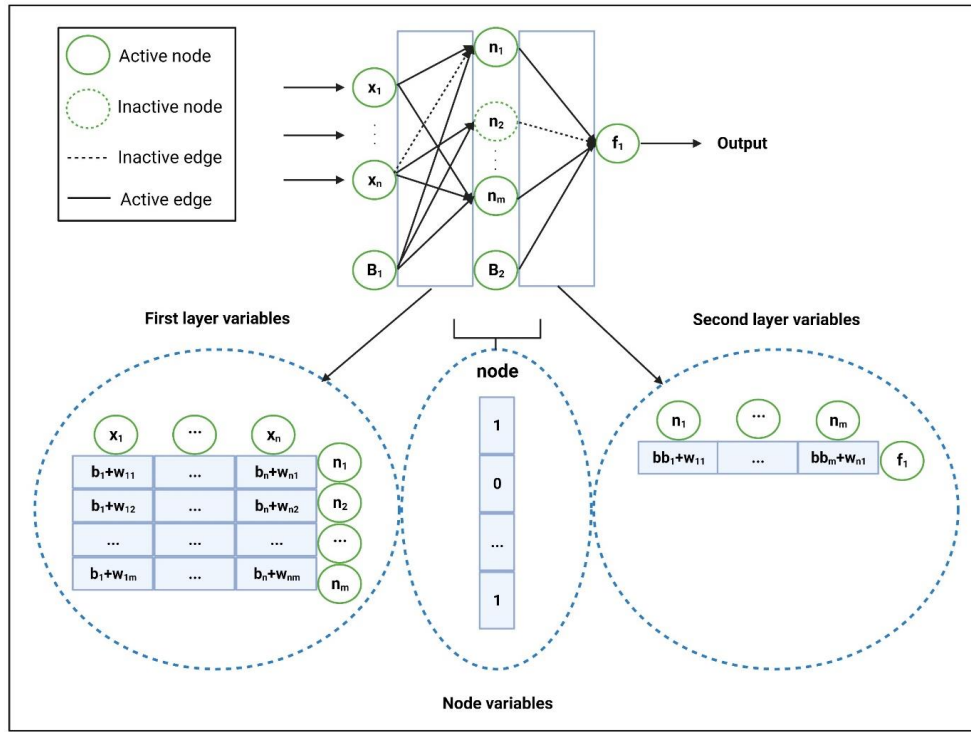 Active node
Inactive node
Inactive edge
Active edge
x1
⋮
xn
B1
n1
n2
⋮
nm
B2
f1
Output
First layer variables
Second layer variables
node
x1 ... xn
b1+w11 ... bn+wn1 n1
b1+w12 ... bn+wn2 n2
... ... ... ...
b1+w1m ... bn+wnm nm
1
0
...
1
n1 ... nm
bb1+w11 ... bbm+wn1 f1
Node variables